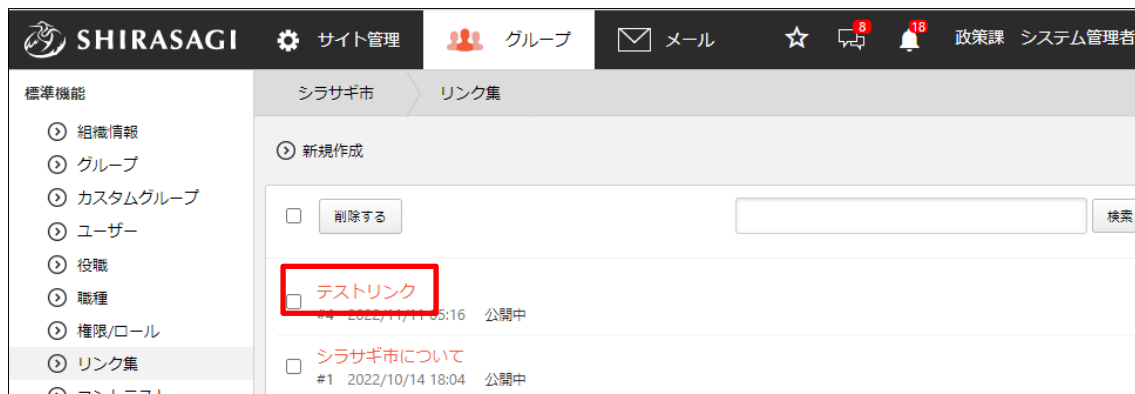 SHIRASAGI サイト管理 グループ メール 8 18 政策課 システム管理者
標準機能
シラサギ市 リンク集
組織情報
グループ
カスタムグループ
ユーザー
役職
職種
権限/ロール
リンク集
新規作成
削除する 検索
テストリンク
#4 2022/11/11 05:16 公開中
シラサギ市について
#1 2022/10/14 18:04 公開中